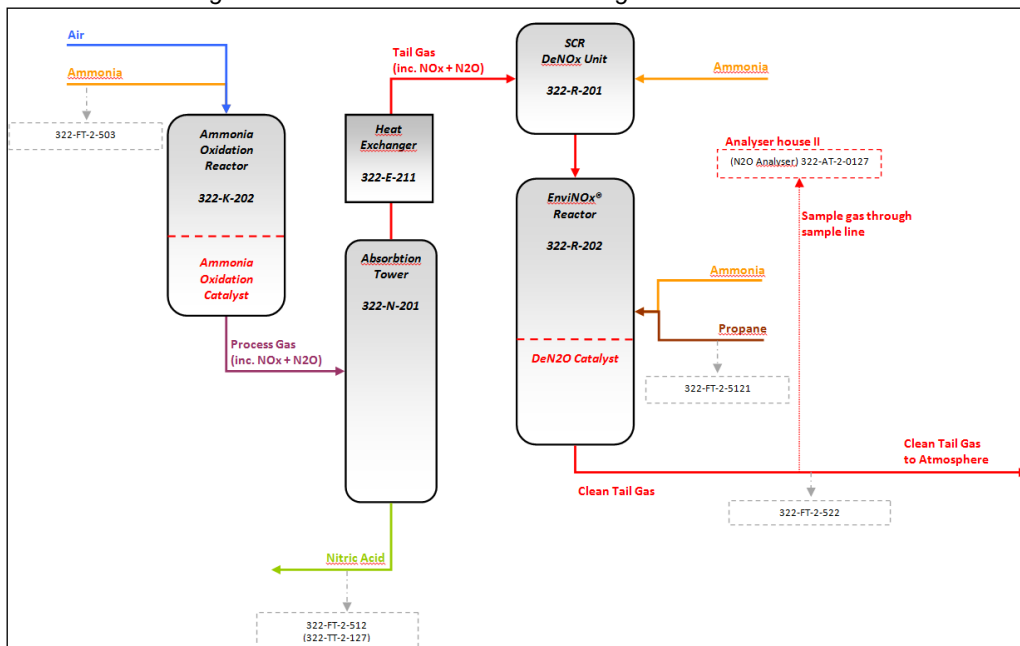 Air
Ammonia
322-FT-2-503
Ammonia
Oxidation
Reactor
322-K-202
Ammonia
Oxidation
Catalyst
Process Gas
(inc. NOx + N2O)
Tail Gas
(inc. NOx + N2O)
Heat
Exchanger
322-E-211
Absorbtion
Tower
322-N-201
Nitric Acid
322-FT-2-512
(322-TT-2-127)
SCR
DeNOx Unit
322-R-201
Ammonia
EnviNOx®
Reactor
322-R-202
DeN2O Catalyst
Ammonia
Propane
322-FT-2-5121
Analyser house II
(N2O Analyser) 322-AT-2-0127
Sample gas through
sample line
Clean Tail Gas
to Atmosphere
Clean Tail Gas
322-FT-2-522